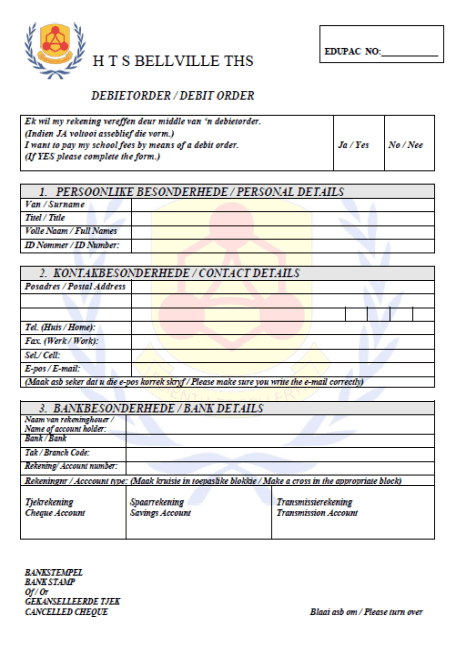 EDUPAC NO:____________
H T S BELLVILLE THS
DEBIETORDER / DEBIT ORDER
Ek wil my rekening vereffen deur middle van 'n debietorder.
(Indien JA voltooi asseblief die vorm.)
I want to pay my school fees by means of a debit order.
(If YES please complete the form.)
Ja / Yes
No / Nee
1. PERSOONLIKE BESONDERHEDE / PERSONAL DETAILS
Van / Surname
Titel / Title
Volle Naam / Full Names
ID Nommer / ID Number:
2. KONTAKBESONDERHEDE / CONTACT DETAILS
Posadres / Postal Address
Tel. (Huis / Home):
Fax. (Werk / Work):
Sel./ Cell:
E-pos / E-mail:
(Maak asb seker dat u die e-pos korrek skryf / Please make sure you write the e-mail correctly)
3. BANKBESONDERHEDE / BANK DETAILS
Naam van rekeninghouer /
Name of account holder:
Bank / Bank
Tak / Branch Code:
Rekening/ Account number:
Rekeningnr / Acccount type: (Maak kruisie in toepaslike blokkie / Make a cross in the appropriate block)
Tjekrekening
Cheque Account
Spaarrekening
Savings Account
Transmissierekening
Transmission Account
BANKSTEMPEL
BANK STAMP
Of / Or
GEKANSELLEERDE TJEK
CANCELLED CHEQUE
Blaai asb om / Please turn over